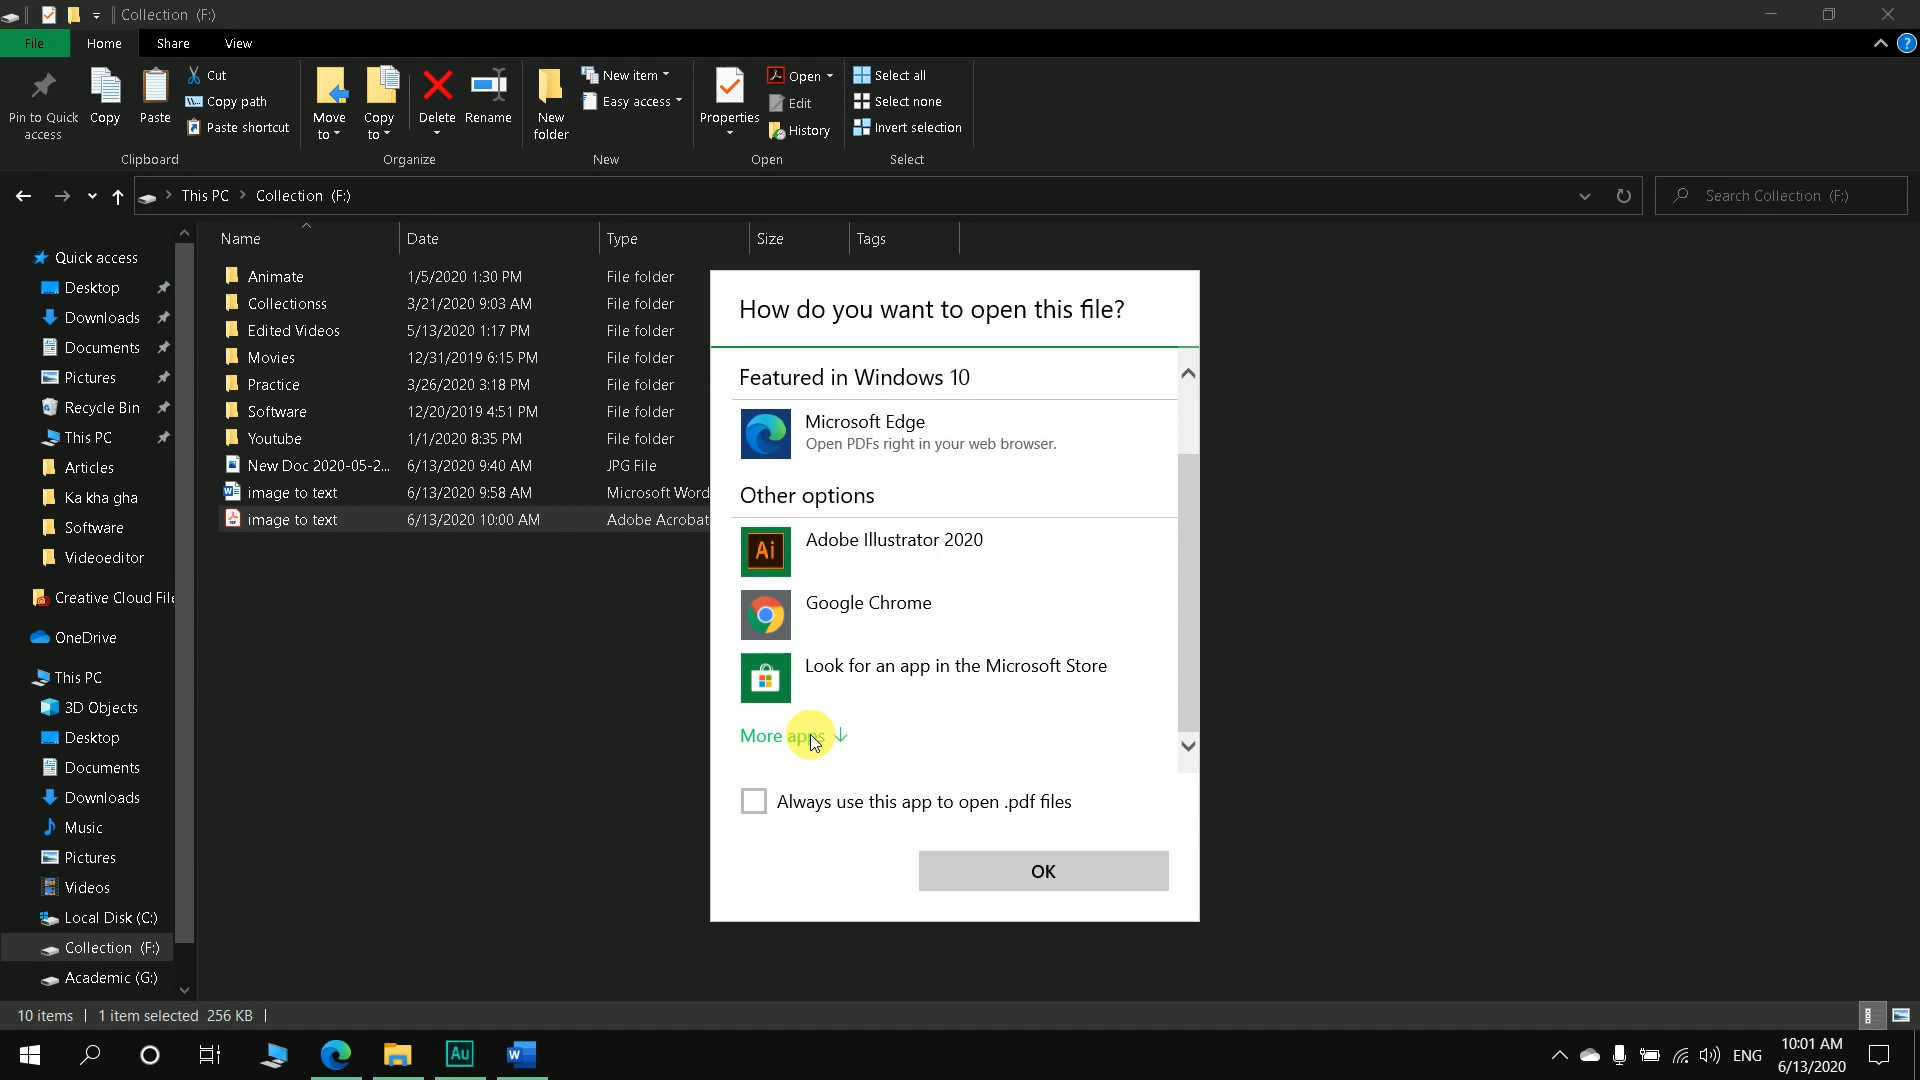 Collection (F:)
File Home Share View
Pin to Quick access
Copy
Paste
Cut
Copy path
Paste shortcut
Clipboard
Move to
Copy to
Delete
Rename
Organize
New folder
New item
Easy access
New
Properties
Open
Edit
History
Open
Select all
Select none
Invert selection
Select
This PC > Collection (F:)
Search Collection (F:)
Name Date Type Size Tags
Animate 1/5/2020 1:30 PM File folder
Collectionss 3/21/2020 9:03 AM File folder
Edited Videos 5/13/2020 1:17 PM File folder
Movies 12/31/2019 6:15 PM File folder
Practice 3/26/2020 3:18 PM File folder
Software 12/20/2019 4:51 PM File folder
Youtube 1/1/2020 8:35 PM File folder
New Doc 2020-05-2... 6/13/2020 9:40 AM JPG File
image to text 6/13/2020 9:58 AM Microsoft Word
image to text 6/13/2020 10:00 AM Adobe Acrobat
Quick access
Desktop
Downloads
Documents
Pictures
Recycle Bin
This PC
Articles
Ka kha gha
Software
Videoeditor
Creative Cloud File
OneDrive
This PC
3D Objects
Desktop
Documents
Downloads
Music
Pictures
Videos
Local Disk (C:)
Collection (F:)
Academic (G:)
How do you want to open this file?
Featured in Windows 10
Microsoft Edge
Open PDFs right in your web browser.
Other options
Ai
Adobe Illustrator 2020
Google Chrome
Look for an app in the Microsoft Store
More apps
Always use this app to open .pdf files
OK
10 items 1 item selected 256 KB
Au
ENG
10:01 AM
6/13/2020